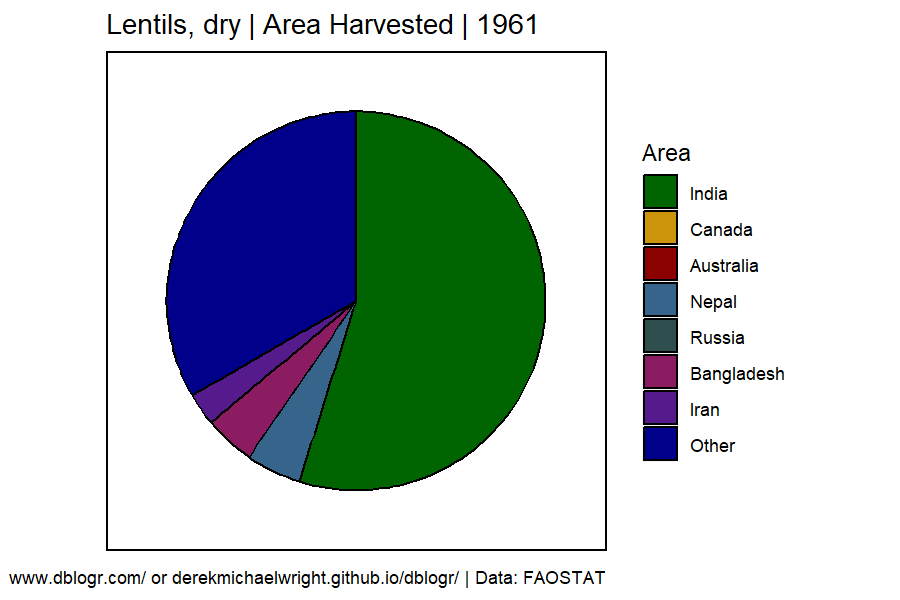 Lentils, dry | Area Harvested | 1961
Area
India
Canada
Australia
Nepal
Russia
Bangladesh
Iran
Other
www.dblogr.com/ or derekmichaelwright.github.io/dblogr/ | Data: FAOSTAT